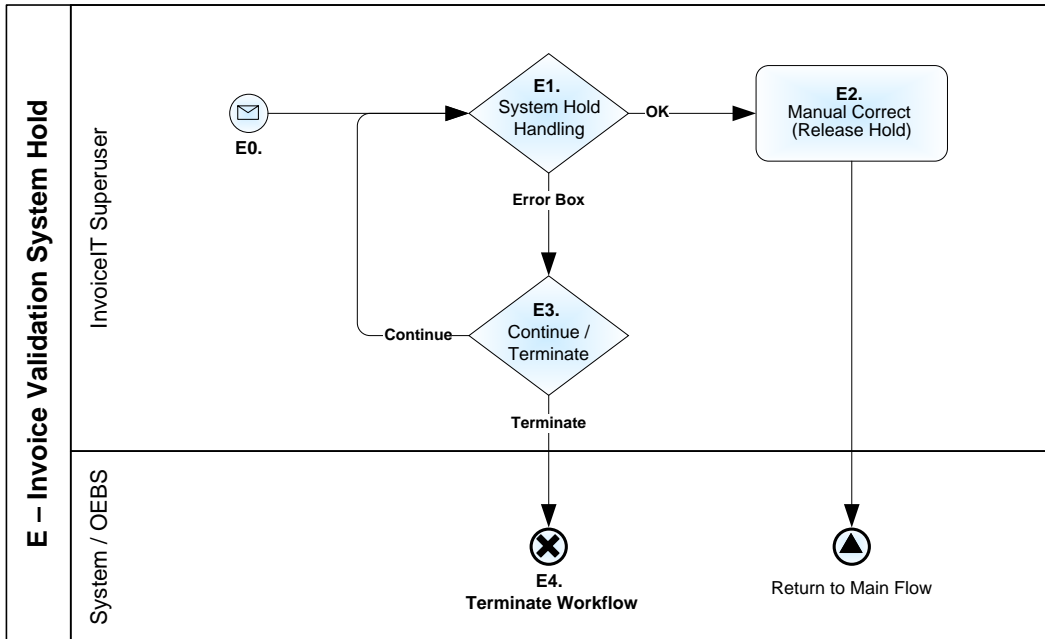 E – Invoice Validation System Hold
InvoiceIT Superuser
E0.
E1.
System Hold
Handling
OK
E2.
Manual Correct
(Release Hold)
Error Box
E3.
Continue /
Terminate
Continue
Terminate
System / OEBS
E4.
Terminate Workflow
Return to Main Flow